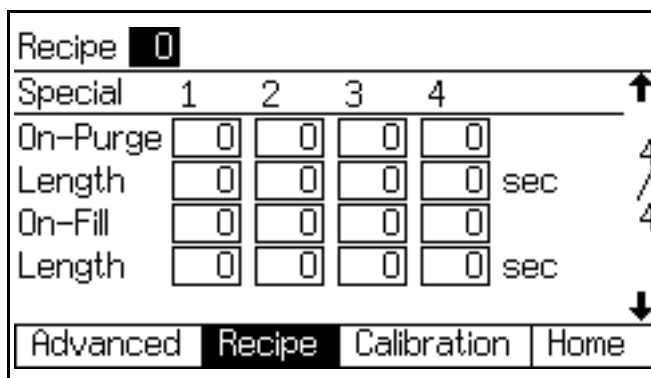 Recipe 0
Special 1 2 3 4
On-Purge 0 0 0 0
Length 0 0 0 0 sec
On-Fill 0 0 0 0
Length 0 0 0 0 sec
4
/
4
Advanced Recipe Calibration Home